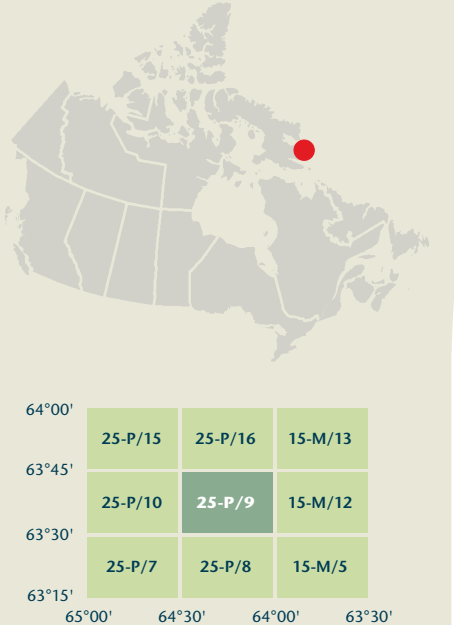 64°00'
25-P/15 25-P/16 15-M/13
63°45'
25-P/10 25-P/9 15-M/12
63°30'
25-P/7 25-P/8 15-M/5
63°15'
65°00' 64°30' 64°00' 63°30'